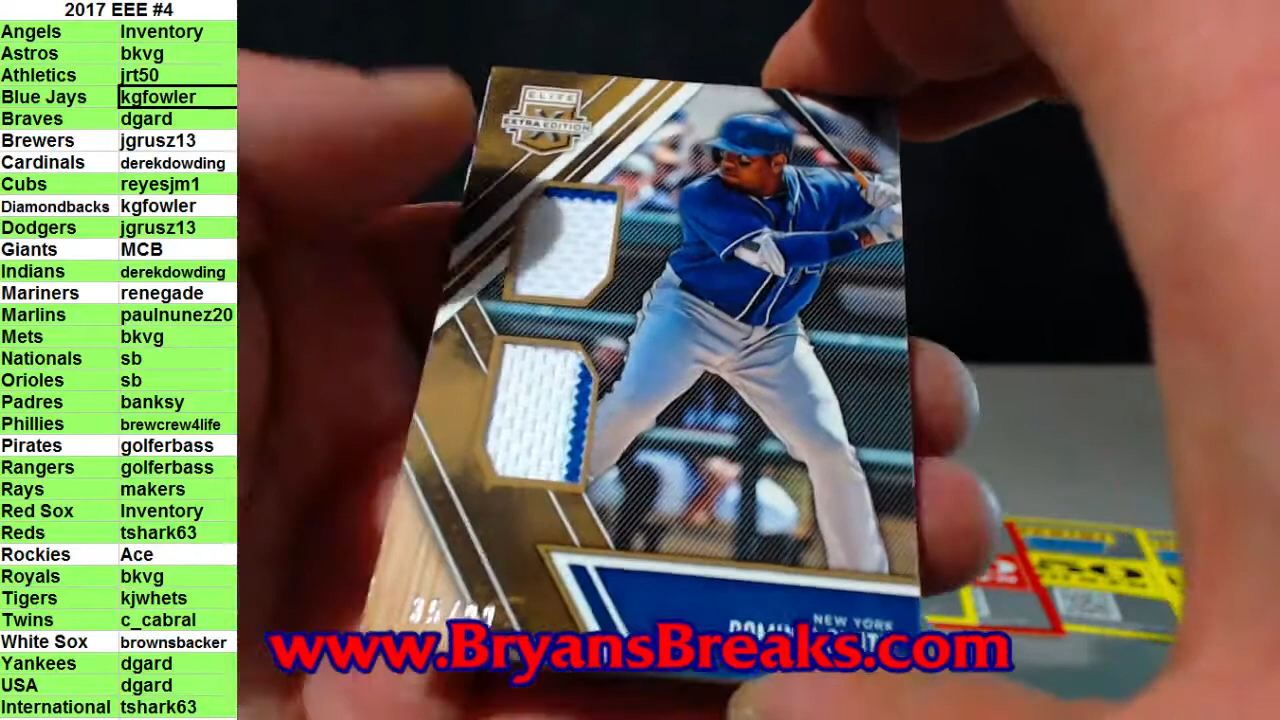 2017 EEE #4
Angels Inventory
Astros bkvg
Athletics jrt50
Blue Jays kgfowler
Braves dgard
Brewers jgrusz13
Cardinals derekdowding
Cubs reyesjm1
Diamondbacks kgfowler
Dodgers jgrusz13
Giants MCB
Indians derekdowding
Mariners renegade
Marlins paulnunez20
Mets bkvg
Nationals sb
Orioles sb
Padres banksy
Phillies brewcrew4life
Pirates golferbass
Rangers golferbass
Rays makers
Red Sox Inventory
Reds tshark63
Rockies Ace
Royals bkvg
Tigers kjwhets
Twins c_cabral
White Sox brownsbacker
Yankees dgard
USA dgard
International tshark63
ELITE
EXTRA EDITION
NEW YORK
www.BryansBreaks.com